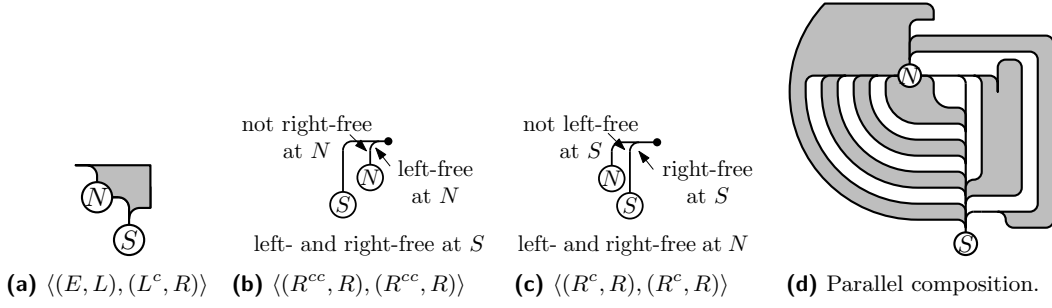 N
S
not right-free
at N
left-free
at N
N
S
left- and right-free at S
not left-free
at S
right-free
at S
N
S
left- and right-free at N
N
S
(a) ⟨(E, L), (L^c, R)⟩
(b) ⟨(R^{cc}, R), (R^{cc}, R)⟩
(c) ⟨(R^c, R), (R^c, R)⟩
(d) Parallel composition.